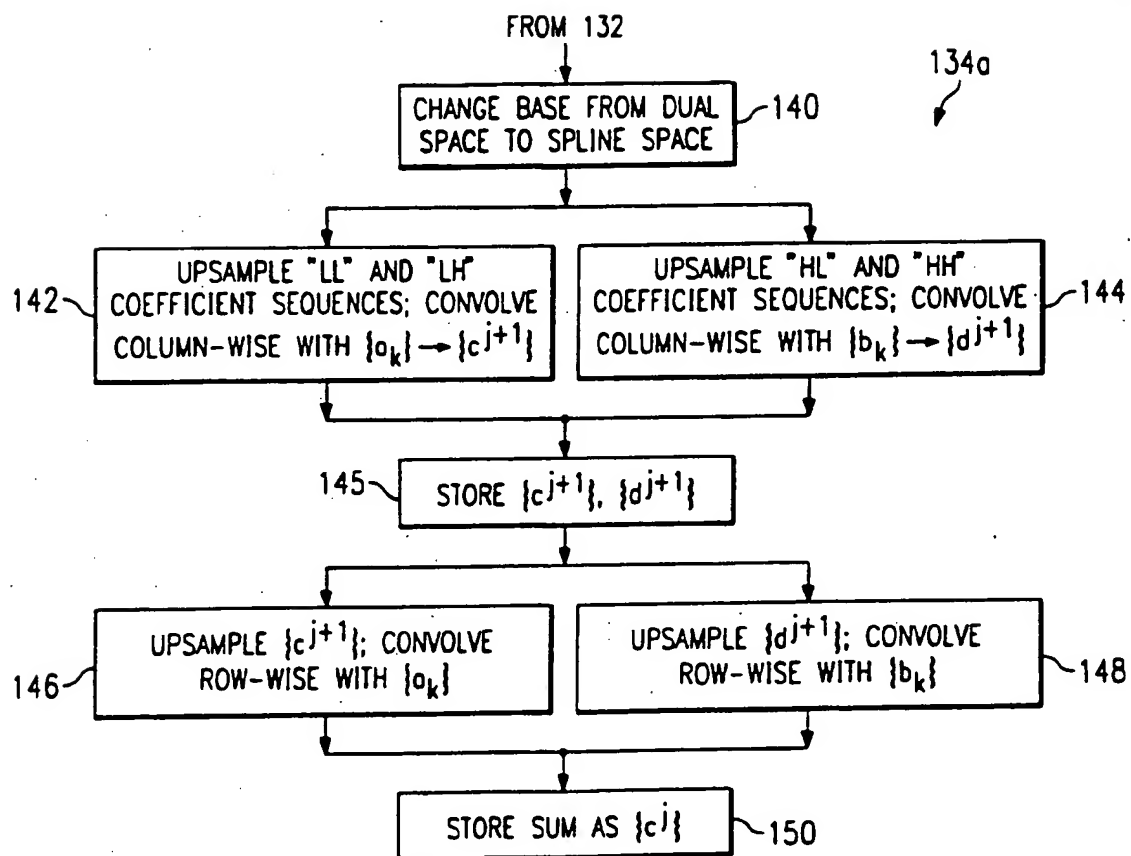 FROM 132
134a
CHANGE BASE FROM DUAL
SPACE TO SPLINE SPACE
140
UPSAMPLE "LL" AND "LH"
COEFFICIENT SEQUENCES; CONVOLVE
COLUMN-WISE WITH {a_k} → {c^{j+1}}
142
UPSAMPLE "HL" AND "HH"
COEFFICIENT SEQUENCES; CONVOLVE
COLUMN-WISE WITH {b_k} → {d^{j+1}}
144
145
STORE {c^{j+1}}, {d^{j+1}}
UPSAMPLE {c^{j+1}}; CONVOLVE
ROW-WISE WITH {a_k}
146
UPSAMPLE {d^{j+1}}; CONVOLVE
ROW-WISE WITH {b_k}
148
STORE SUM AS {c^j}
150